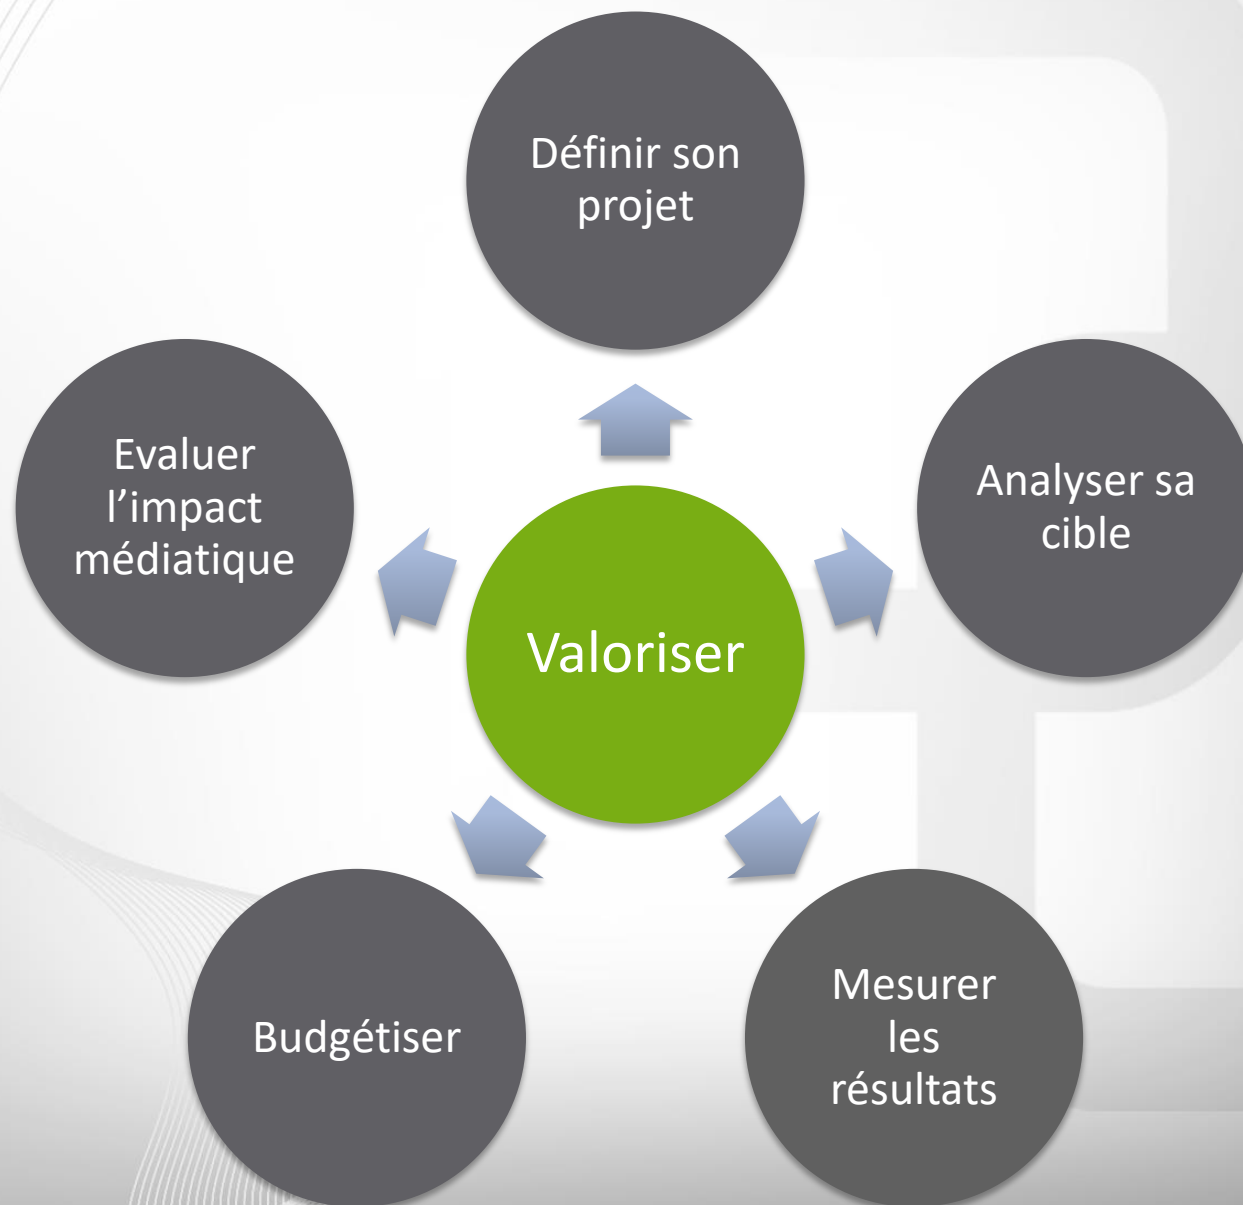 Définir son
projet
Evaluer
l’impact
médiatique
Analyser sa
cible
Valoriser
Budgétiser
Mesurer
les
résultats